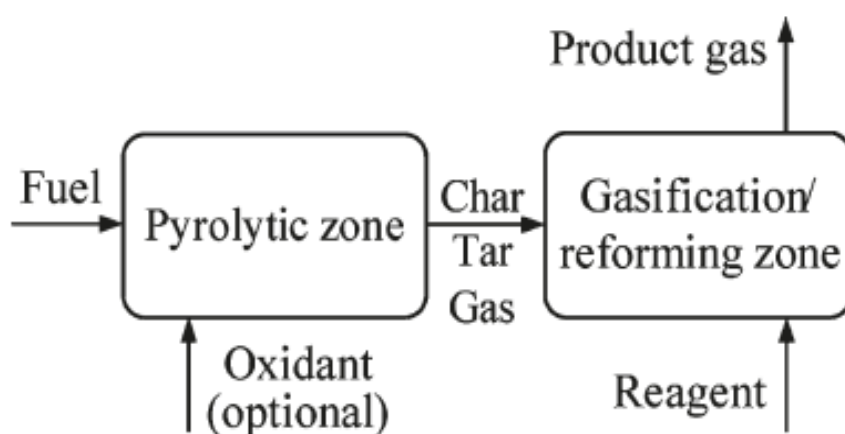 Product gas
Fuel
Pyrolytic zone
Char
Tar
Gas
Gasification/
reforming zone
Oxidant
(optional)
Reagent